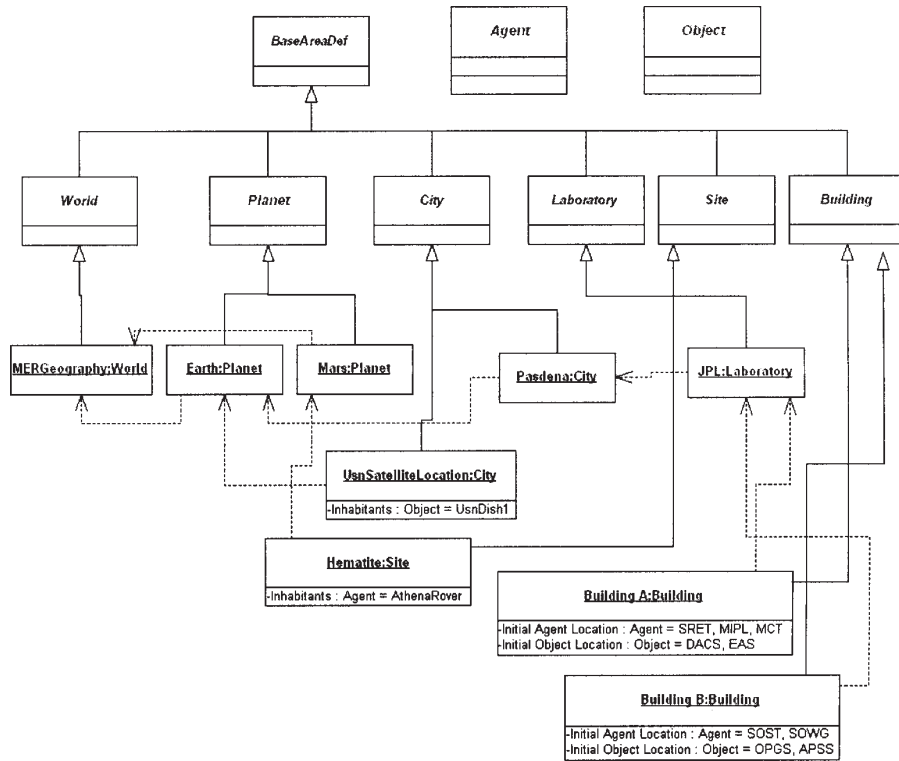 BaseAreaDef
Agent
Object
World
Planet
City
Laboratory
Site
Building
MERGeography:World
Earth:Planet
Mars:Planet
Pasdena:City
JPL:Laboratory
UsnSatelliteLocation:City
-Inhabitants : Object = UsnDish1
Hematite:Site
-Inhabitants : Agent = AthenaRover
Building A:Building
-Initial Agent Location : Agent = SRET, MIPL, MCT
-Initial Object Location : Object = DACS, EAS
Building B:Building
-Initial Agent Location : Agent = SOST, SOWG
-Initial Object Location : Object = OPGS, APSS